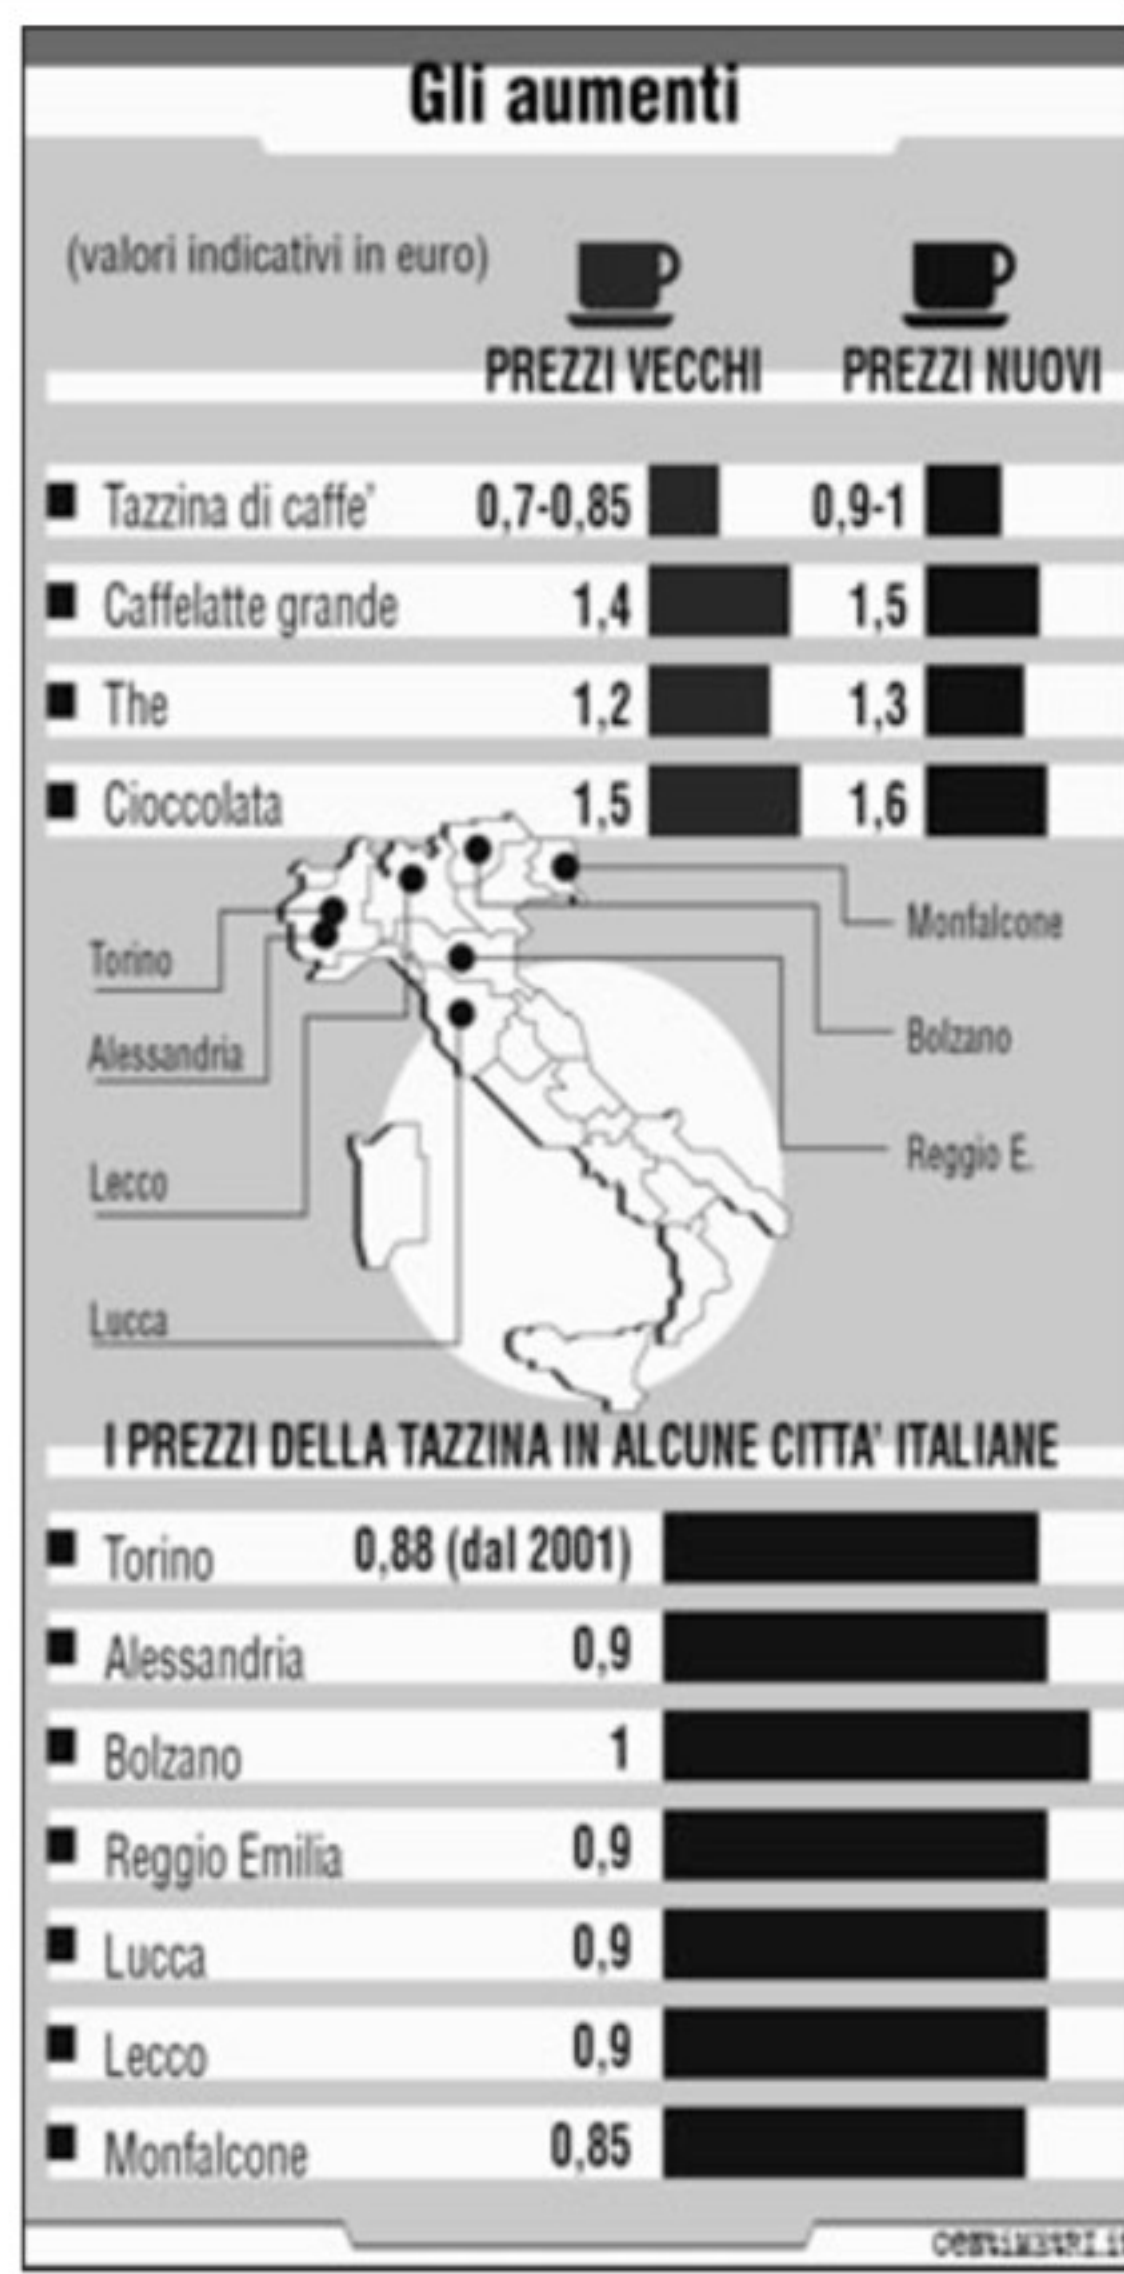 Gli aumenti
(valori indicativi in euro)
PREZZI VECCHI PREZZI NUOVI
Tazzina di caffe' 0,7-0,85 0,9-1
Caffelatte grande 1,4 1,5
The 1,2 1,3
Cioccolata 1,5 1,6
Monfalcone
Torino
Bolzano
Alessandria
Reggio E.
Lecco
Lucca
I PREZZI DELLA TAZZINA IN ALCUNE CITTA' ITALIANE
Torino 0,88 (dal 2001)
Alessandria 0,9
Bolzano 1
Reggio Emilia 0,9
Lucca 0,9
Lecco 0,9
Monfalcone 0,85
CENTIMETRI.it